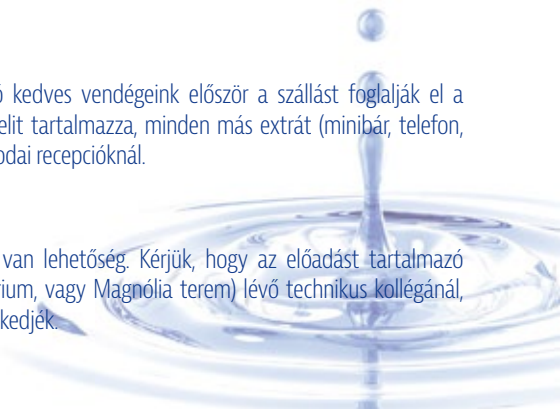 ó kedves vendégeink először a szállást foglalják el a
elit tartalmazza, minden más extrát (minibár, telefon,
odai recepcióknál.
van lehetőség. Kérjük, hogy az előadást tartalmazó
rium, vagy Magnólia terem) lévő technikus kollégánál,
kedjék.